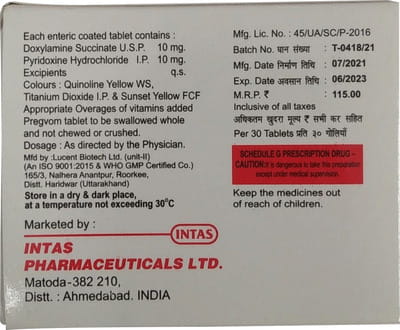 Each enteric coated tablet contains :
Doxylamine Succinate U.S.P. 10 mg.
Pyridoxine Hydrochloride I.P. 10 mg.
Excipients q.s.
Colours : Quinoline Yellow WS,
Titanium Dioxide I.P. & Sunset Yellow FCF
Appropriate Overages of vitamins added
Pregvom tablet to be swallowed whole
and not chewed or crushed.
Dosage : As directed by the Physician.
Mfd by :Lucent Biotech Ltd. (unit-II)
(An ISO 9001:2015 & WHO GMP Certified Co.)
165/3, Nalhera Anantpur, Roorkee,
Distt. Haridwar (Uttarakhand)
Store in a dry & dark place,
at a temperature not exceeding 30°C
Marketed by :
INTAS
INTAS
PHARMACEUTICALS LTD.
Matoda-382 210,
Distt. : Ahmedabad. INDIA
Mfg. Lic. No. : 45/UA/SC/P-2016
Batch No. घान संख्या : T-0418/21
Mfg. Date निर्माण तिथि : 07/2021
Exp. Date अवसान तिथि : 06/2023
M.R.P. ₹ : 115.00
Inclusive of all taxes
अधिकतम खुदरा मूल्य ₹ सभी कर सहित
Per 30 Tablets प्रति ३० गोलियाँ
SCHEDULE G PRESCRIPTION DRUG -
CAUTION:It is dangerous to take this preparation
except under medical supervision.
Keep the medicines out
of reach of children.